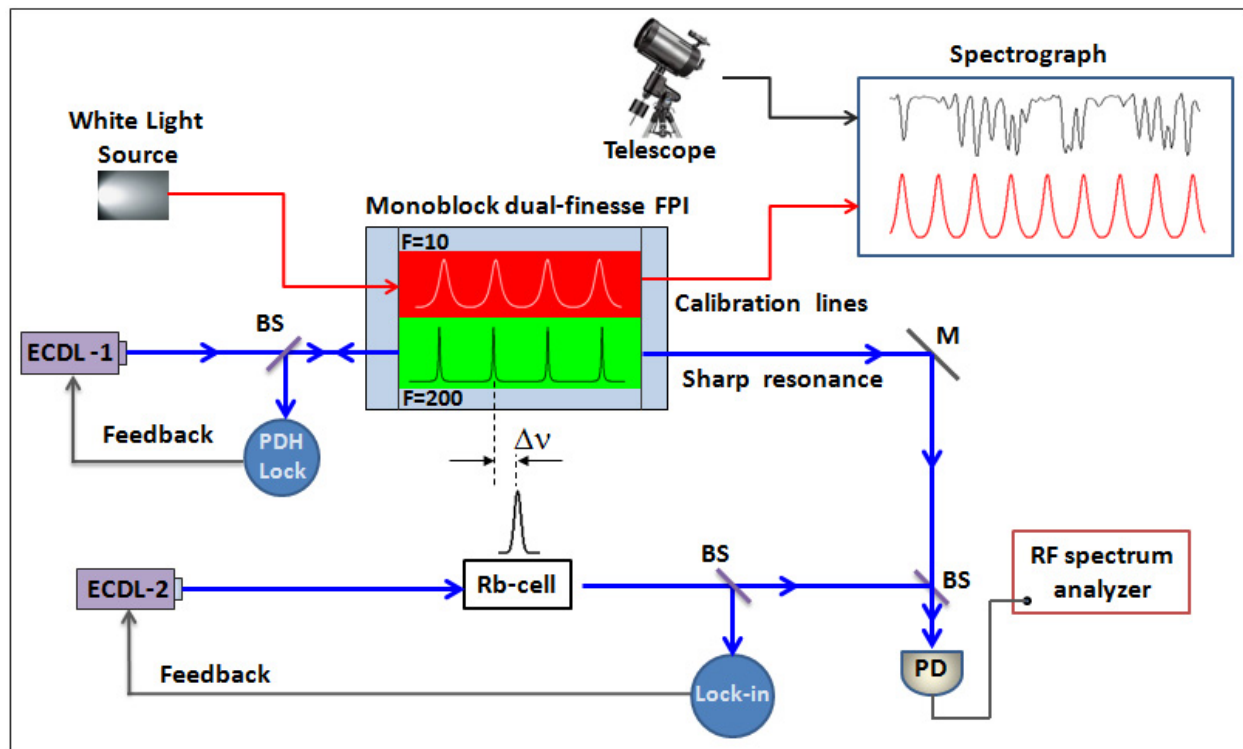 Spectrograph
White Light
Source
Telescope
Monoblock dual-finesse FPI
F=10
Calibration lines
BS
M
ECDL -1
Sharp resonance
F=200
Feedback
PDH
Lock
Δν
BS
RF spectrum
analyzer
ECDL-2
Rb-cell
BS
Feedback
Lock-in
PD